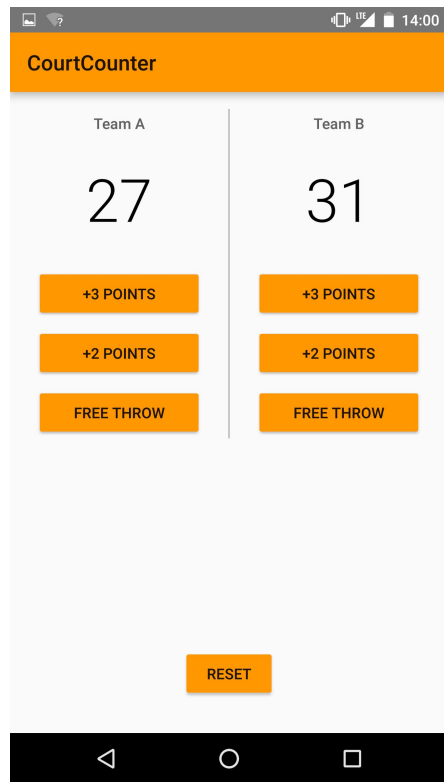 ? LTE 14:00
CourtCounter
Team A Team B
27 31
+3 POINTS +3 POINTS
+2 POINTS +2 POINTS
FREE THROW FREE THROW
RESET